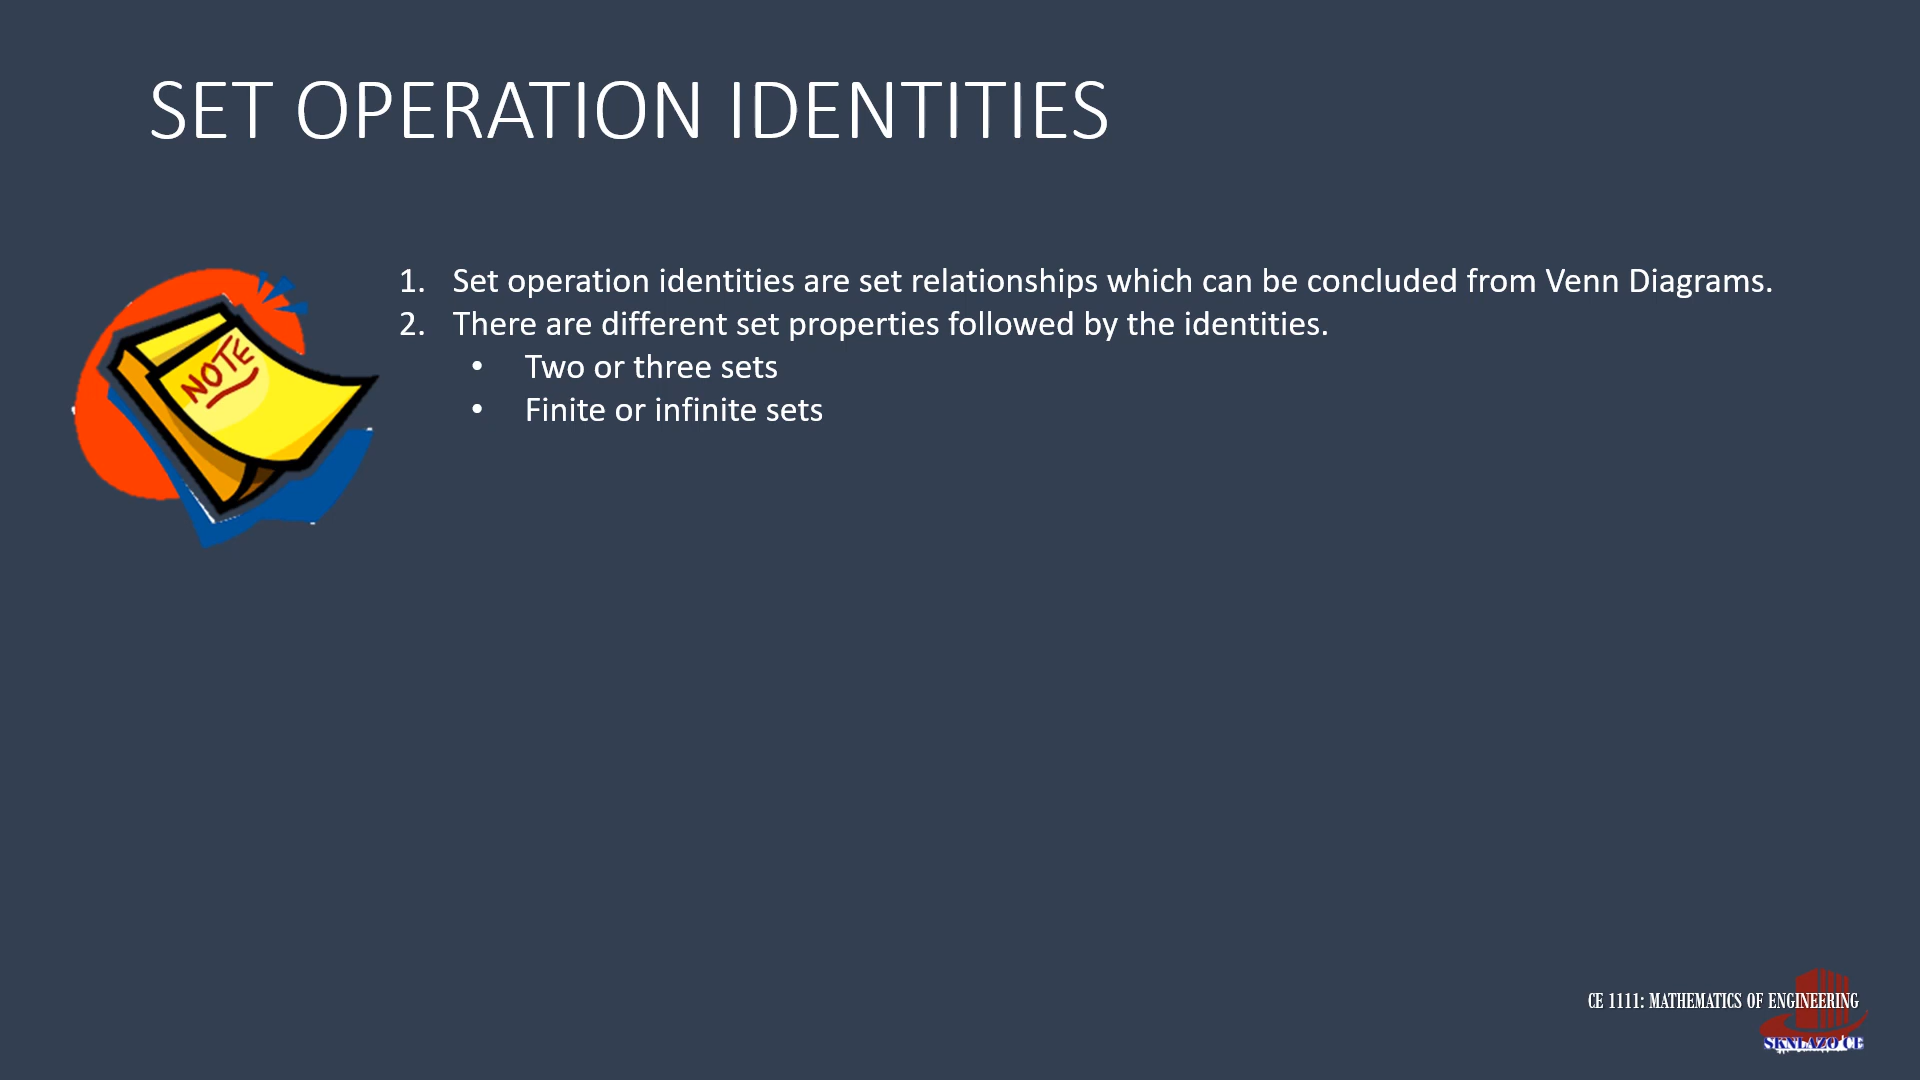 SET OPERATION IDENTITIES
NOTE
1. Set operation identities are set relationships which can be concluded from Venn Diagrams.
2. There are different set properties followed by the identities.
• Two or three sets
• Finite or infinite sets
CE 1111: MATHEMATICS OF ENGINEERING
SKNLAZO CE